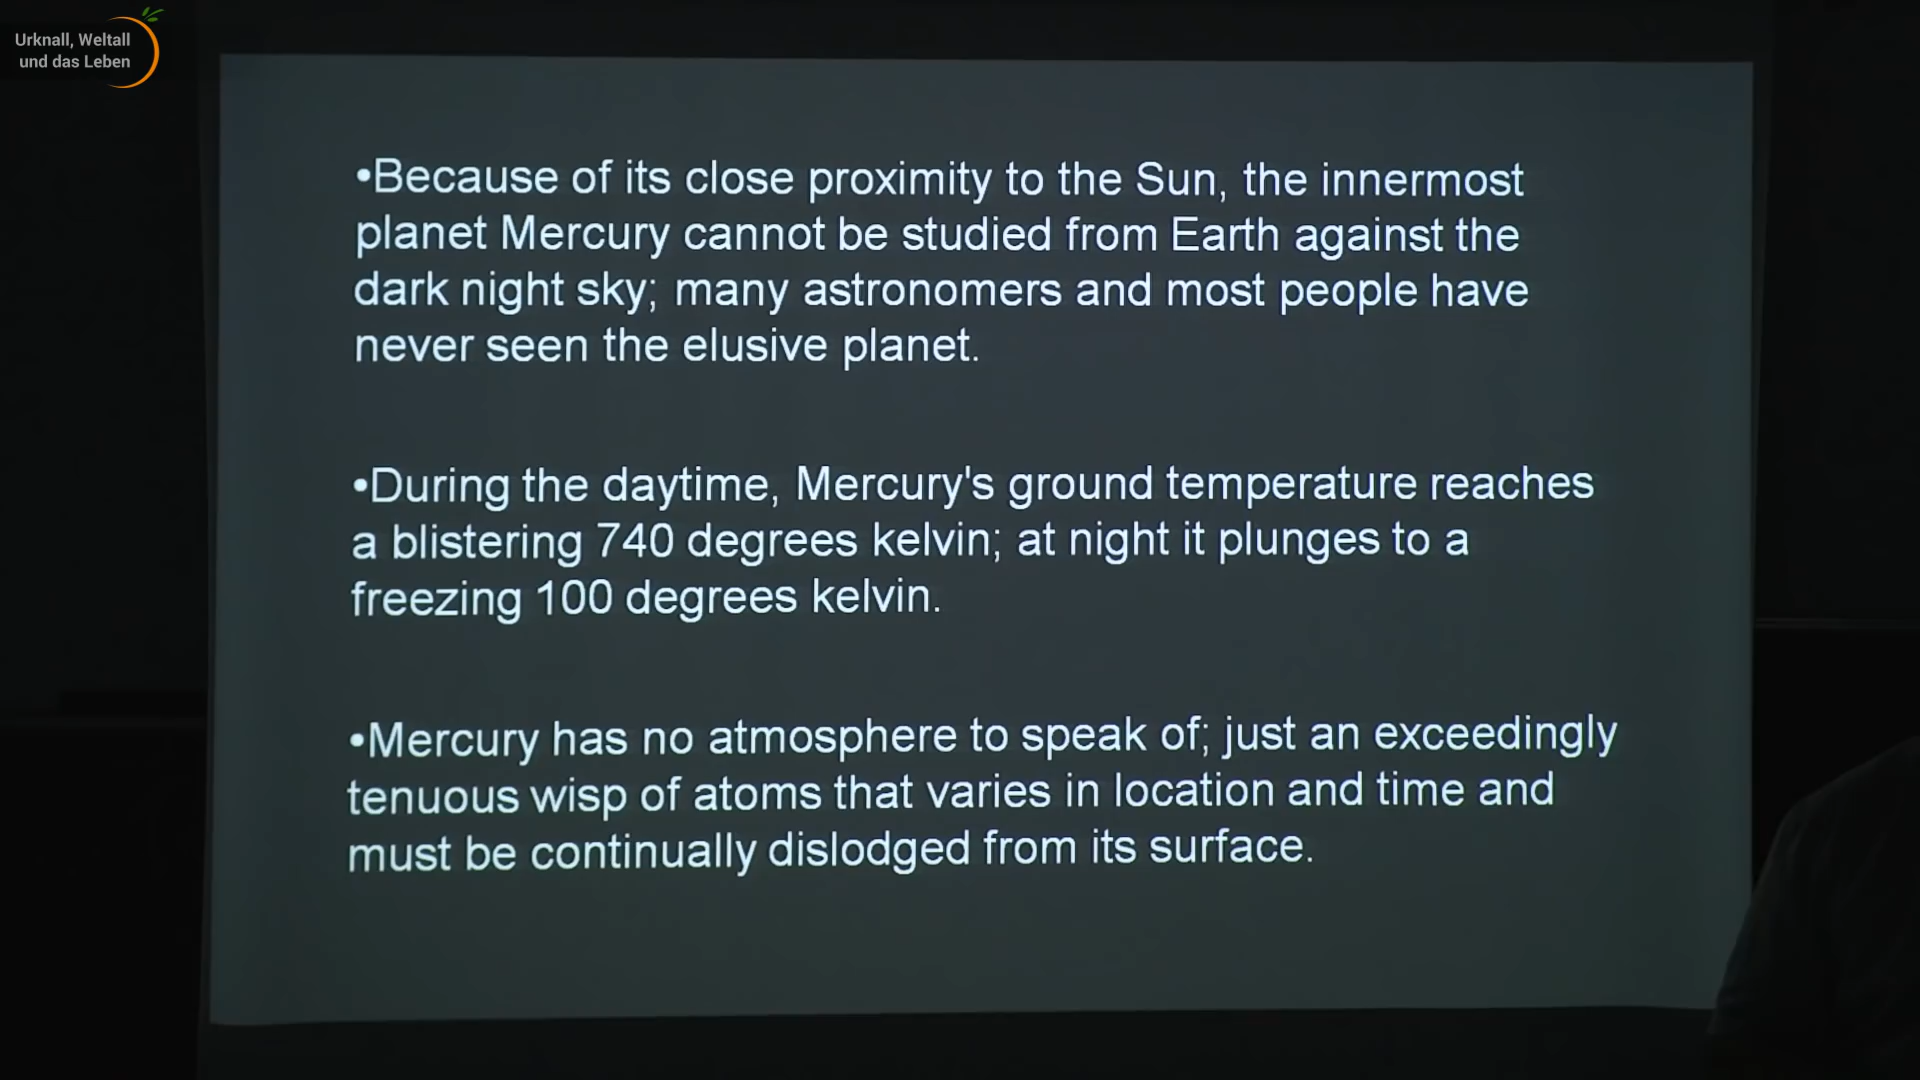 Urknall, Weltall
und das Leben
•Because of its close proximity to the Sun, the innermost
planet Mercury cannot be studied from Earth against the
dark night sky; many astronomers and most people have
never seen the elusive planet.
•During the daytime, Mercury's ground temperature reaches
a blistering 740 degrees kelvin; at night it plunges to a
freezing 100 degrees kelvin.
•Mercury has no atmosphere to speak of; just an exceedingly
tenuous wisp of atoms that varies in location and time and
must be continually dislodged from its surface.